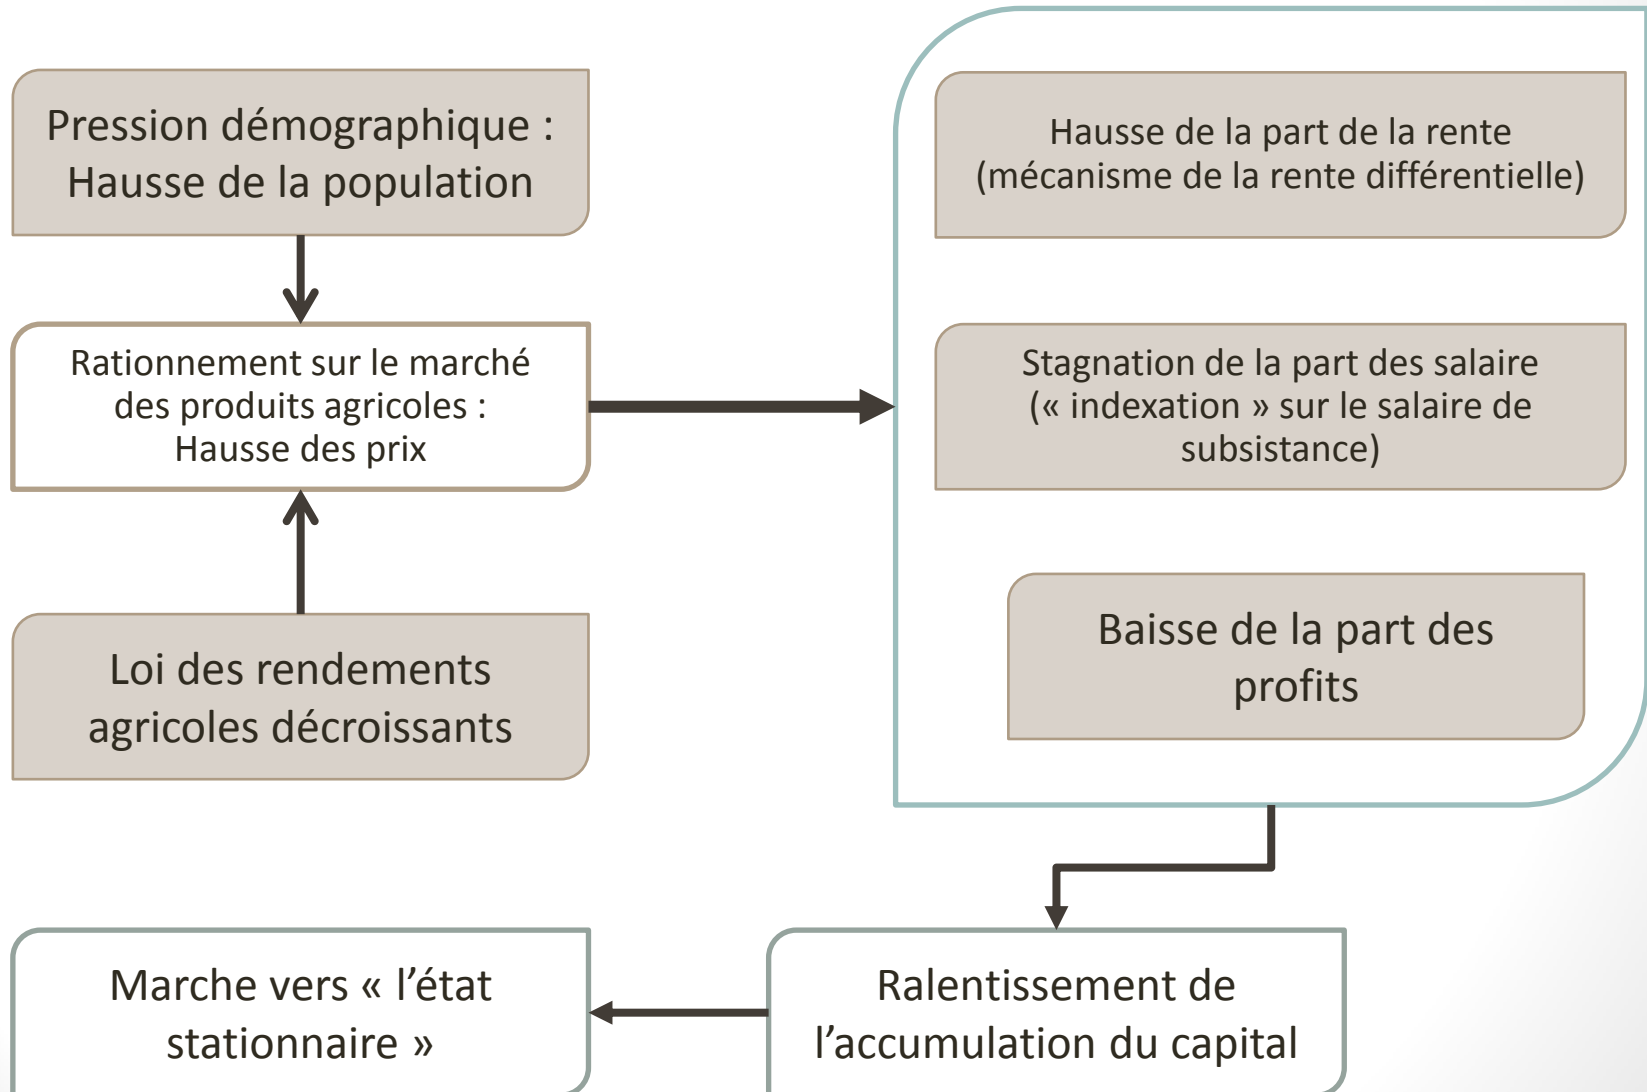 Pression démographique :
Hausse de la population
Rationnement sur le marché
des produits agricoles :
Hausse des prix
Loi des rendements
agricoles décroissants
Hausse de la part de la rente
(mécanisme de la rente différentielle)
Stagnation de la part des salaire
(« indexation » sur le salaire de
subsistance)
Baisse de la part des
profits
Ralentissement de
l’accumulation du capital
Marche vers « l’état
stationnaire »